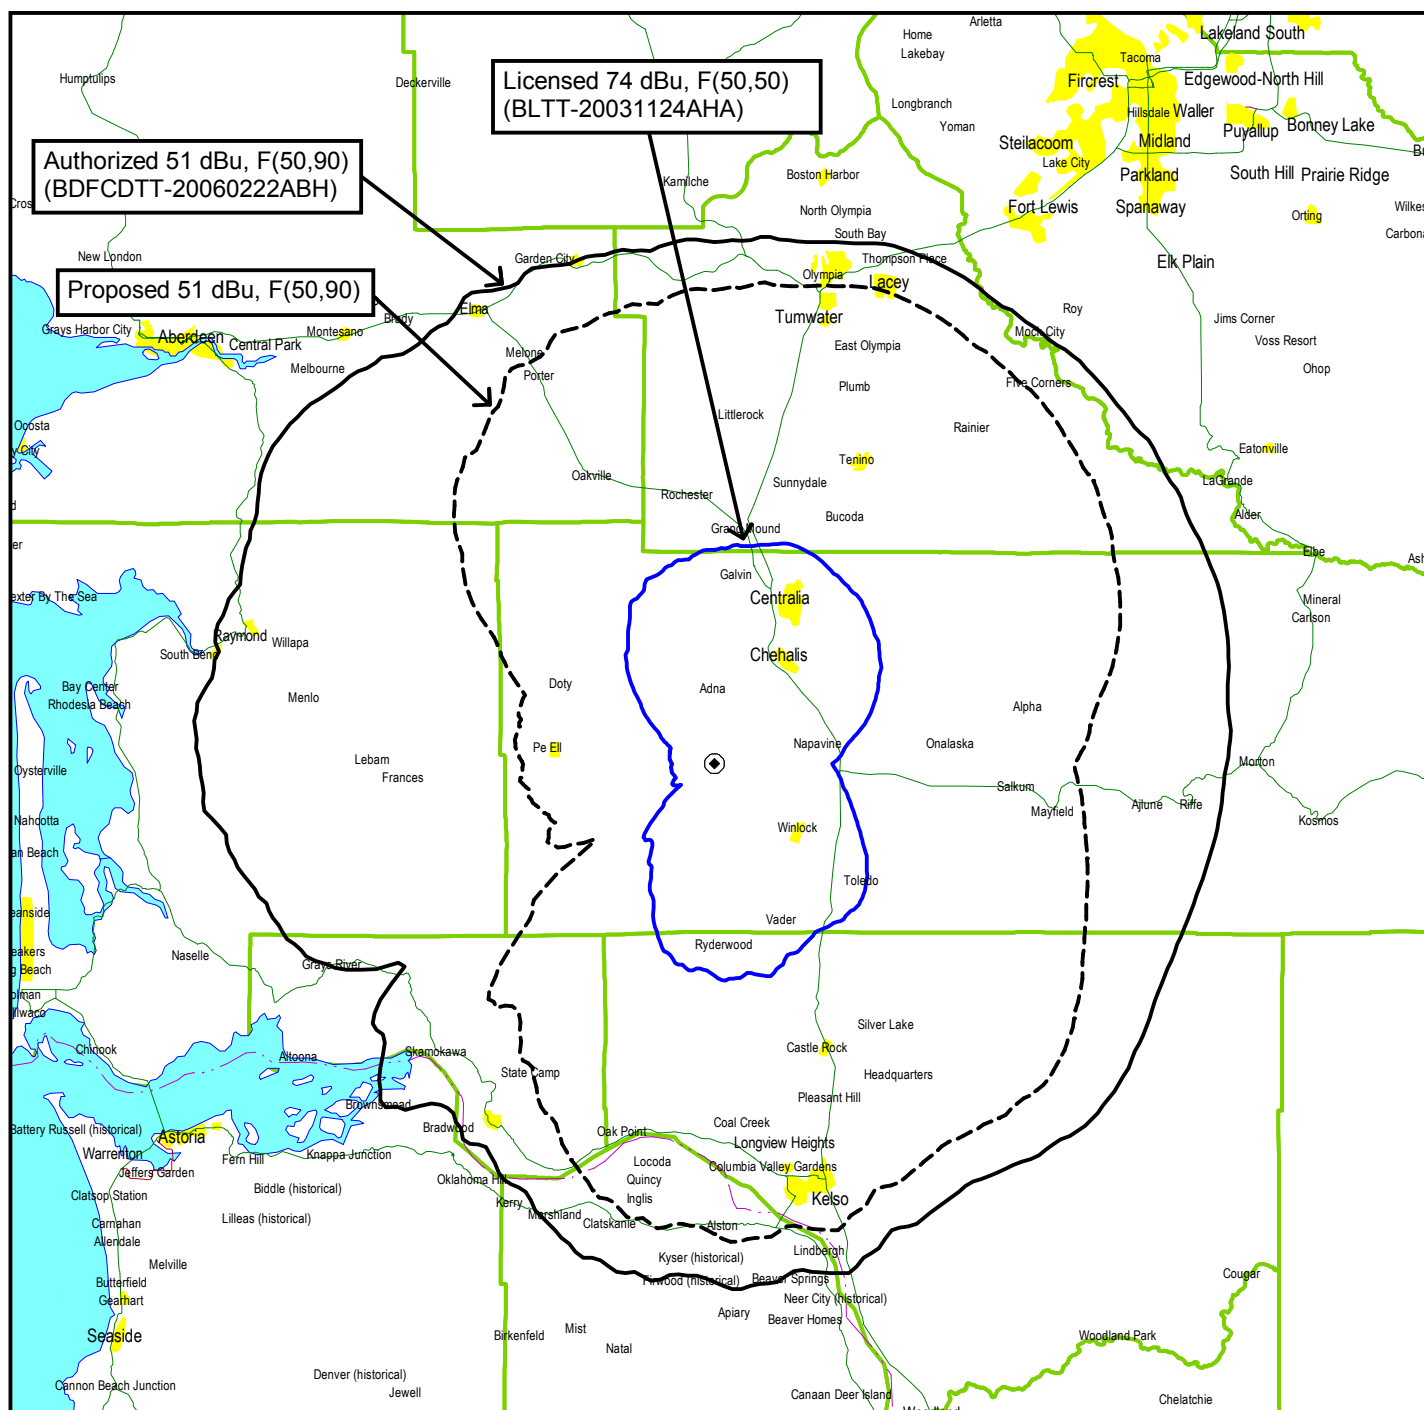 Arletta
Home
Lakeland South
Lakebay
Tacoma
Humptulips
Deckerville
Licensed 74 dBu, F(50,50)
(BLTT-20031124AHA)
Fircrest
Edgewood-North Hill
Longbranch
Hillsdale
Waller
Yoman
Puyallup
Bonney Lake
Steilacoom
Midland
Authorized 51 dBu, F(50,90)
(BDFCDTT-20060222ABH)
Lake City
Kamilche
Boston Harbor
Parkland
South Hill
Prairie Ridge
Fort Lewis
Spanaway
North Olympia
Orting
South Bay
New London
Garden City
Thompson Place
Elk Plain
Olympia
Lacey
Proposed 51 dBu, F(50,90)
Elma
Roy
Brady
Tumwater
Jims Corner
Grays Harbor City
Aberdeen
Montesano
Mock City
Central Park
East Olympia
Voss Resort
Melone
Melbourne
Porter
Ohop
Plumb
Five Corners
Littlerock
Ocosta
Rainier
Eatonville
Tenino
Oakville
Sunnydale
LaGrande
Rochester
Bucoda
Alder
Grand Mound
Elbe
Galvin
Centralia
Mineral
Carlson
Raymond
Willapa
South Bend
Chehalis
Doty
Bay Center
Adna
Menlo
Rhodesia Beach
Alpha
Napavine
Onalaska
Pe Ell
Lebam
Morton
Oysterville
Frances
Salkum
Ajlune
Riffe
Mayfield
Nahcotta
Winlock
Kosmos
Toledo
Vader
Ryderwood
Naselle
Grays River
Silver Lake
Chinook
Altoona
Skamokawa
Castle Rock
State Camp
Headquarters
Pleasant Hill
Brownsmead
Battery Russell (historical)
Bradwood
Coal Creek
Astoria
Oak Point
Longview Heights
Warrenton
Fern Hill
Knappa Junction
Locoda
Columbia Valley Gardens
Jeffers Garden
Oklahoma Hill
Quincy
Clatsop Station
Biddle (historical)
Inglis
Kelso
Kerry
Carnahan
Lilleas (historical)
Marshland
Clatskanie
Alston
Allendale
Lindbergh
Melville
Kyser (historical)
Butterfield
Firwood (historical)
Beaver Springs
Cougar
Gearhart
Neer City (historical)
Apiary
Beaver Homes
Seaside
Birkenfeld
Mist
Woodland Park
Natal
Denver (historical)
Cannon Beach Junction
Jewell
Canaan Deer Island
Chelatchie